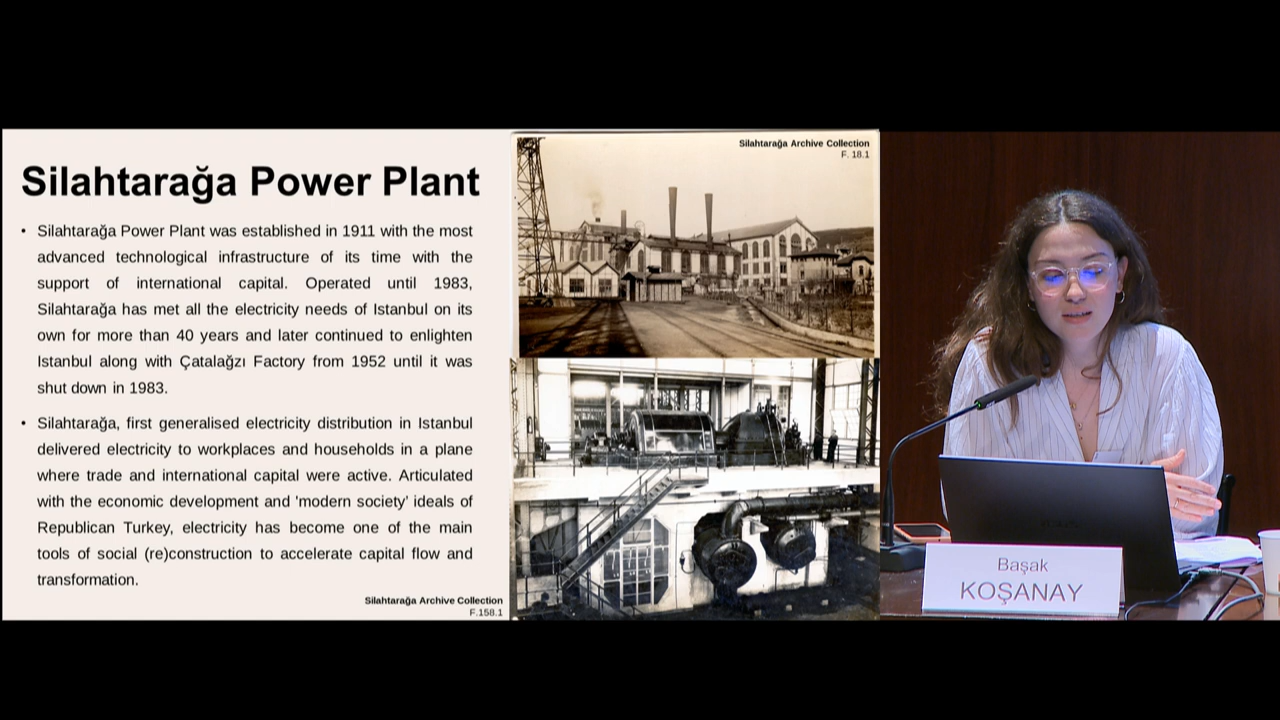 Silahtarağa Power Plant
• Silahtarağa Power Plant was established in 1911 with the most
advanced technological infrastructure of its time with the
support of international capital. Operated until 1983,
Silahtarağa has met all the electricity needs of Istanbul on its
own for more than 40 years and later continued to enlighten
Istanbul along with Çatalağzı Factory from 1952 until it was
shut down in 1983.
• Silahtarağa, first generalised electricity distribution in Istanbul
delivered electricity to workplaces and households in a plane
where trade and international capital were active. Articulated
with the economic development and 'modern society' ideals of
Republican Turkey, electricity has become one of the main
tools of social (re)construction to accelerate capital flow and
transformation.
Silahtarağa Archive Collection
F.158.1
Silahtarağa Archive Collection
F. 18.1
Başak
KOŞANAY